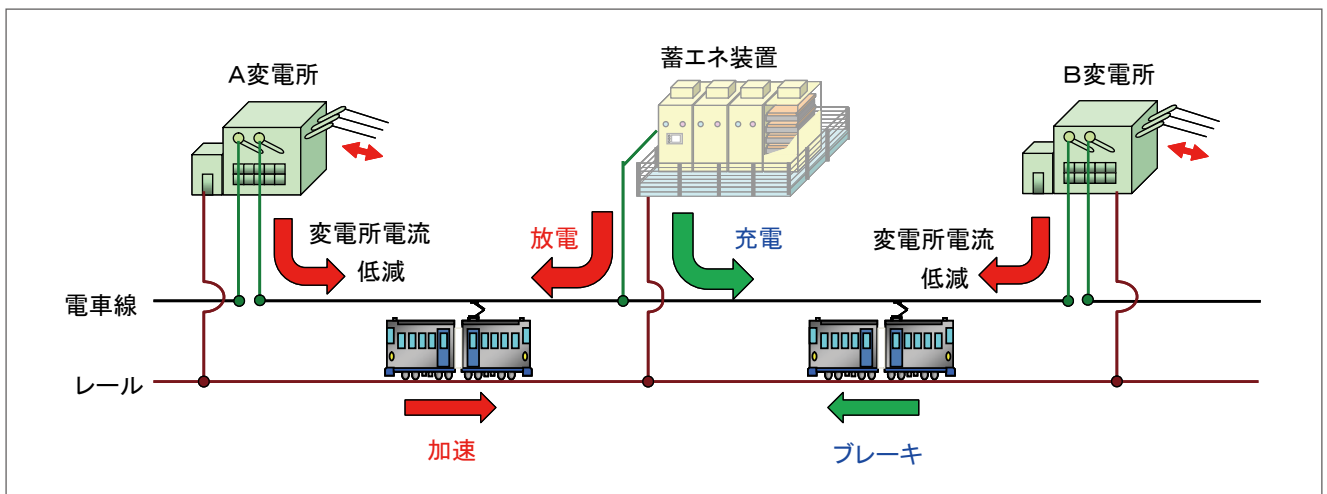 蓄エネ装置
A変電所
B変電所
変電所電流
低減
放電
充電
変電所電流
低減
電車線
レール
加速
ブレーキ